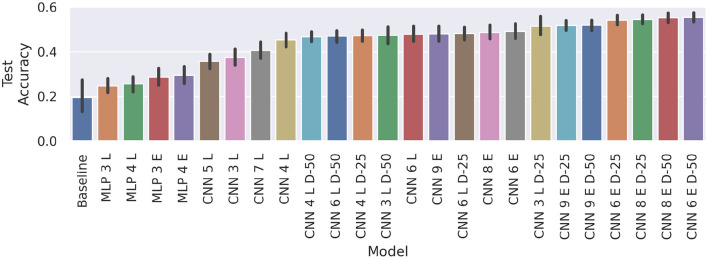 Test
Accuracy
0.6
0.4
0.2
0.0
Baseline
MLP 3 L
MLP 4 L
MLP 3 E
MLP 4 E
CNN 5 L
CNN 3 L
CNN 7 L
CNN 4 L
CNN 4 L D-50
CNN 6 L D-50
CNN 4 L D-25
CNN 3 L D-50
CNN 6 L
CNN 9 E
CNN 6 L D-25
CNN 8 E
CNN 6 E
CNN 3 L D-25
CNN 9 E D-25
CNN 9 E D-50
CNN 6 E D-25
CNN 8 E D-25
CNN 8 E D-50
CNN 6 E D-50
Model